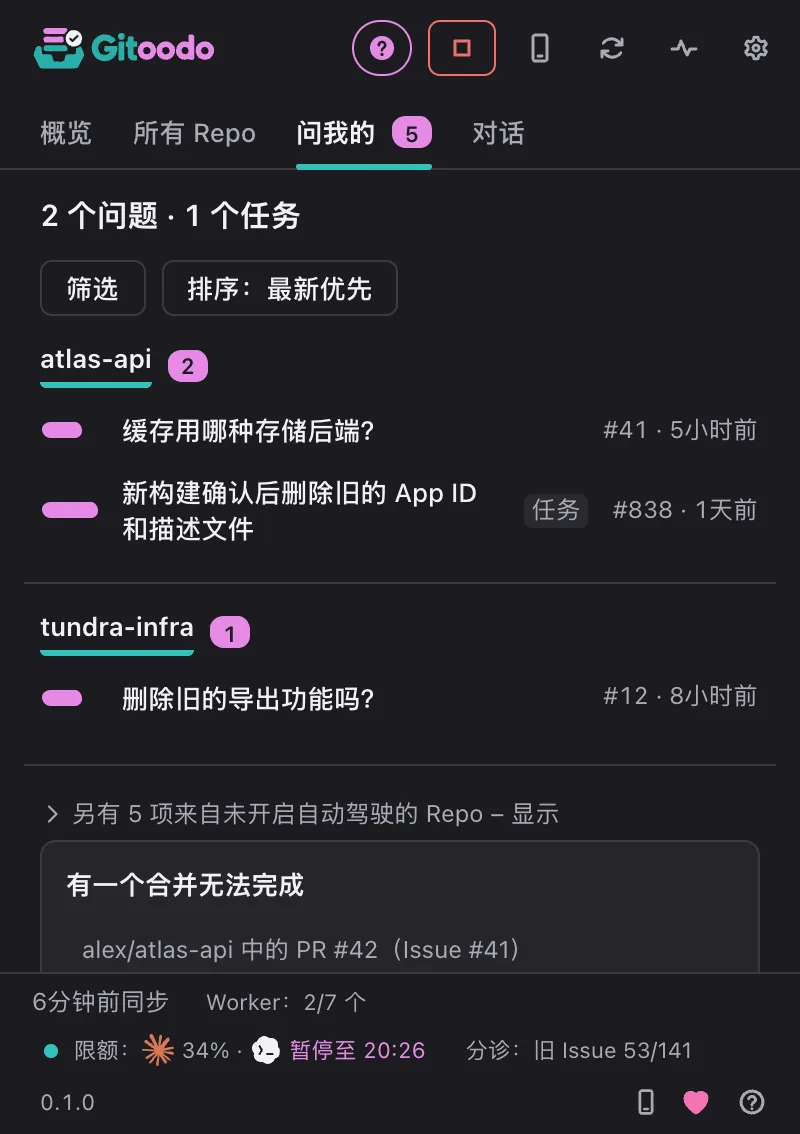 Gitoodo
概览 所有 Repo 问我的 5 对话
2 个问题 · 1 个任务
筛选 排序：最新优先
atlas-api 2
缓存用哪种存储后端? #41 · 5小时前
新构建确认后删除旧的 App ID
和描述文件 任务 #838 · 1天前
tundra-infra 1
删除旧的导出功能吗? #12 · 8小时前
另有 5 项来自未开启自动驾驶的 Repo – 显示
有一个合并无法完成
alex/atlas-api 中的 PR #42（Issue #41）
6分钟前同步 Worker：2/7 个
限额： 34% · 暂停至 20:26 分诊：旧 Issue 53/141
0.1.0